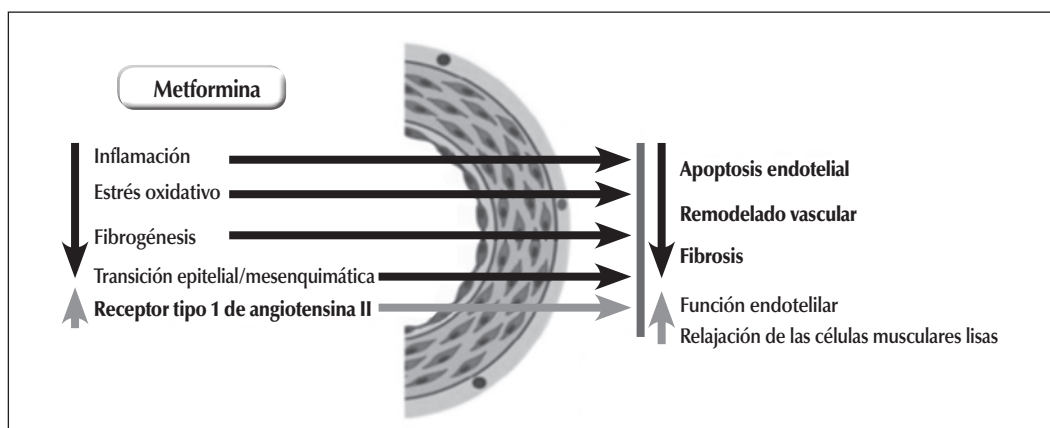 Metformina
Inflamación
Estrés oxidativo
Fibrogénesis
Transición epitelial/mesenquimática
Receptor tipo 1 de angiotensina II
Apoptosis endotelial
Remodelado vascular
Fibrosis
Función endotelilar
Relajación de las células musculares lisas